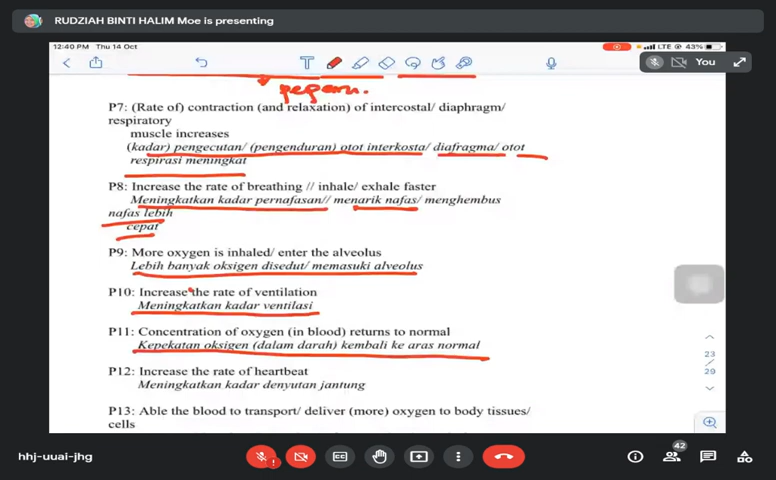 RUDZIAH BINTI HALIM Moe is presenting
12:40 PM Thu 14 Oct
LTE 43%
You
peparu.
P7: (Rate of) contraction (and relaxation) of intercostal/ diaphragm/
respiratory
muscle increases
(kadar) pengecutan/ (pengenduran) otot interkosta/ diafragma/ otot
respirasi meningkat
P8: Increase the rate of breathing // inhale/ exhale faster
Meningkatkan kadar pernafasan// menarik nafas/ menghembus
nafas lebih
cepat
P9: More oxygen is inhaled/ enter the alveolus
Lebih banyak oksigen disedut/ memasuki alveolus
P10: Increase the rate of ventilation
Meningkatkan kadar ventilasi
P11: Concentration of oxygen (in blood) returns to normal
Kepekatan oksigen (dalam darah) kembali ke aras normal
P12: Increase the rate of heartbeat
Meningkatkan kadar denyutan jantung
P13: Able the blood to transport/ deliver (more) oxygen to body tissues/
cells
23
/
29
hhj-uuai-jhg
42